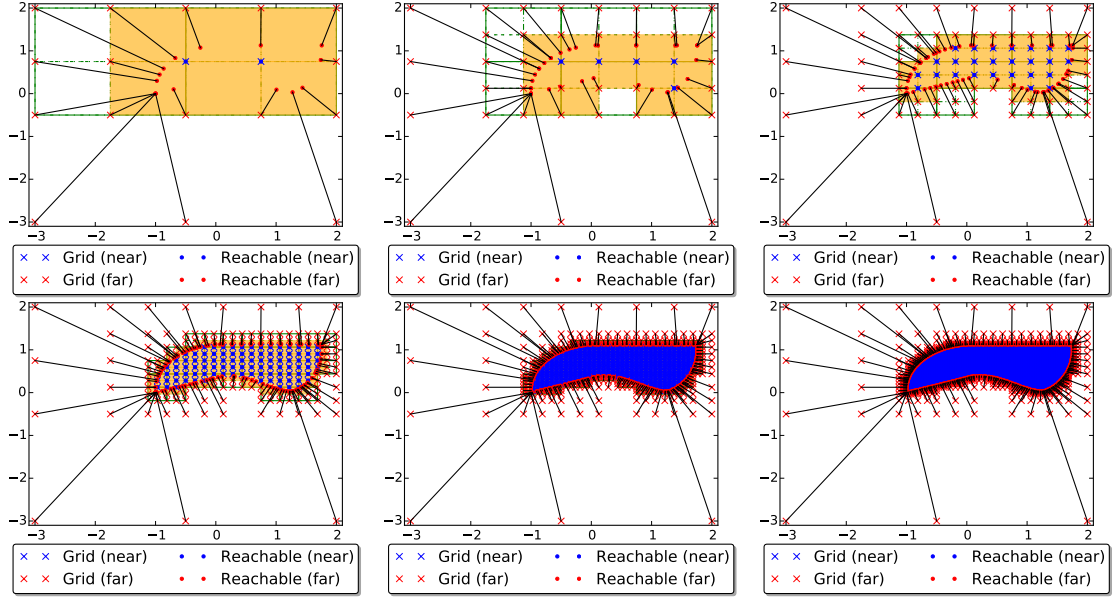 2
1
0
−1
−2
−3
−3 −2 −1 0 1 2
Grid (near) Reachable (near)
Grid (far) Reachable (far)
2
1
0
−1
−2
−3
−3 −2 −1 0 1 2
Grid (near) Reachable (near)
Grid (far) Reachable (far)
2
1
0
−1
−2
−3
−3 −2 −1 0 1 2
Grid (near) Reachable (near)
Grid (far) Reachable (far)
2
1
0
−1
−2
−3
−3 −2 −1 0 1 2
Grid (near) Reachable (near)
Grid (far) Reachable (far)
2
1
0
−1
−2
−3
−3 −2 −1 0 1 2
Grid (near) Reachable (near)
Grid (far) Reachable (far)
2
1
0
−1
−2
−3
−3 −2 −1 0 1 2
Grid (near) Reachable (near)
Grid (far) Reachable (far)